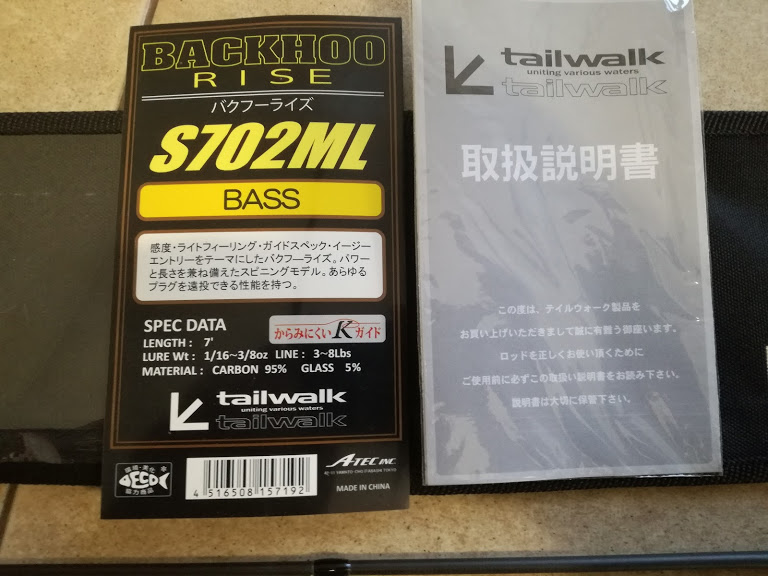 BACKHOO
RISE
バクフーライズ
S702ML
BASS
感度・ライトフィーリング・ガイドスペック・イージー
エントリーをテーマにしたバクフーライズ。パワー
と長さを兼ね備えたスピニングモデル。あらゆる
プラグを遠投できる性能を持つ。
SPEC DATA
からみにくいKガイド
LENGTH : 7'
LURE Wt : 1/16~3/8oz LINE : 3~8Lbs
MATERIAL : CARBON 95% GLASS 5%
tailwalk
uniting various waters
tailwalk
ECO
協力商品
4 516508 157192
A-TEC INC.
MADE IN CHINA
tailwalk
uniting various waters
tailwalk
取扱説明書
この度は、テイルウォーク製品を
お買い上げいただきまして誠に有難う御座います。
ロッドを正しくお使い頂くために
ご使用前に必ずこの取扱い説明書をお読み下さい。
説明書は大切に保管下さい。